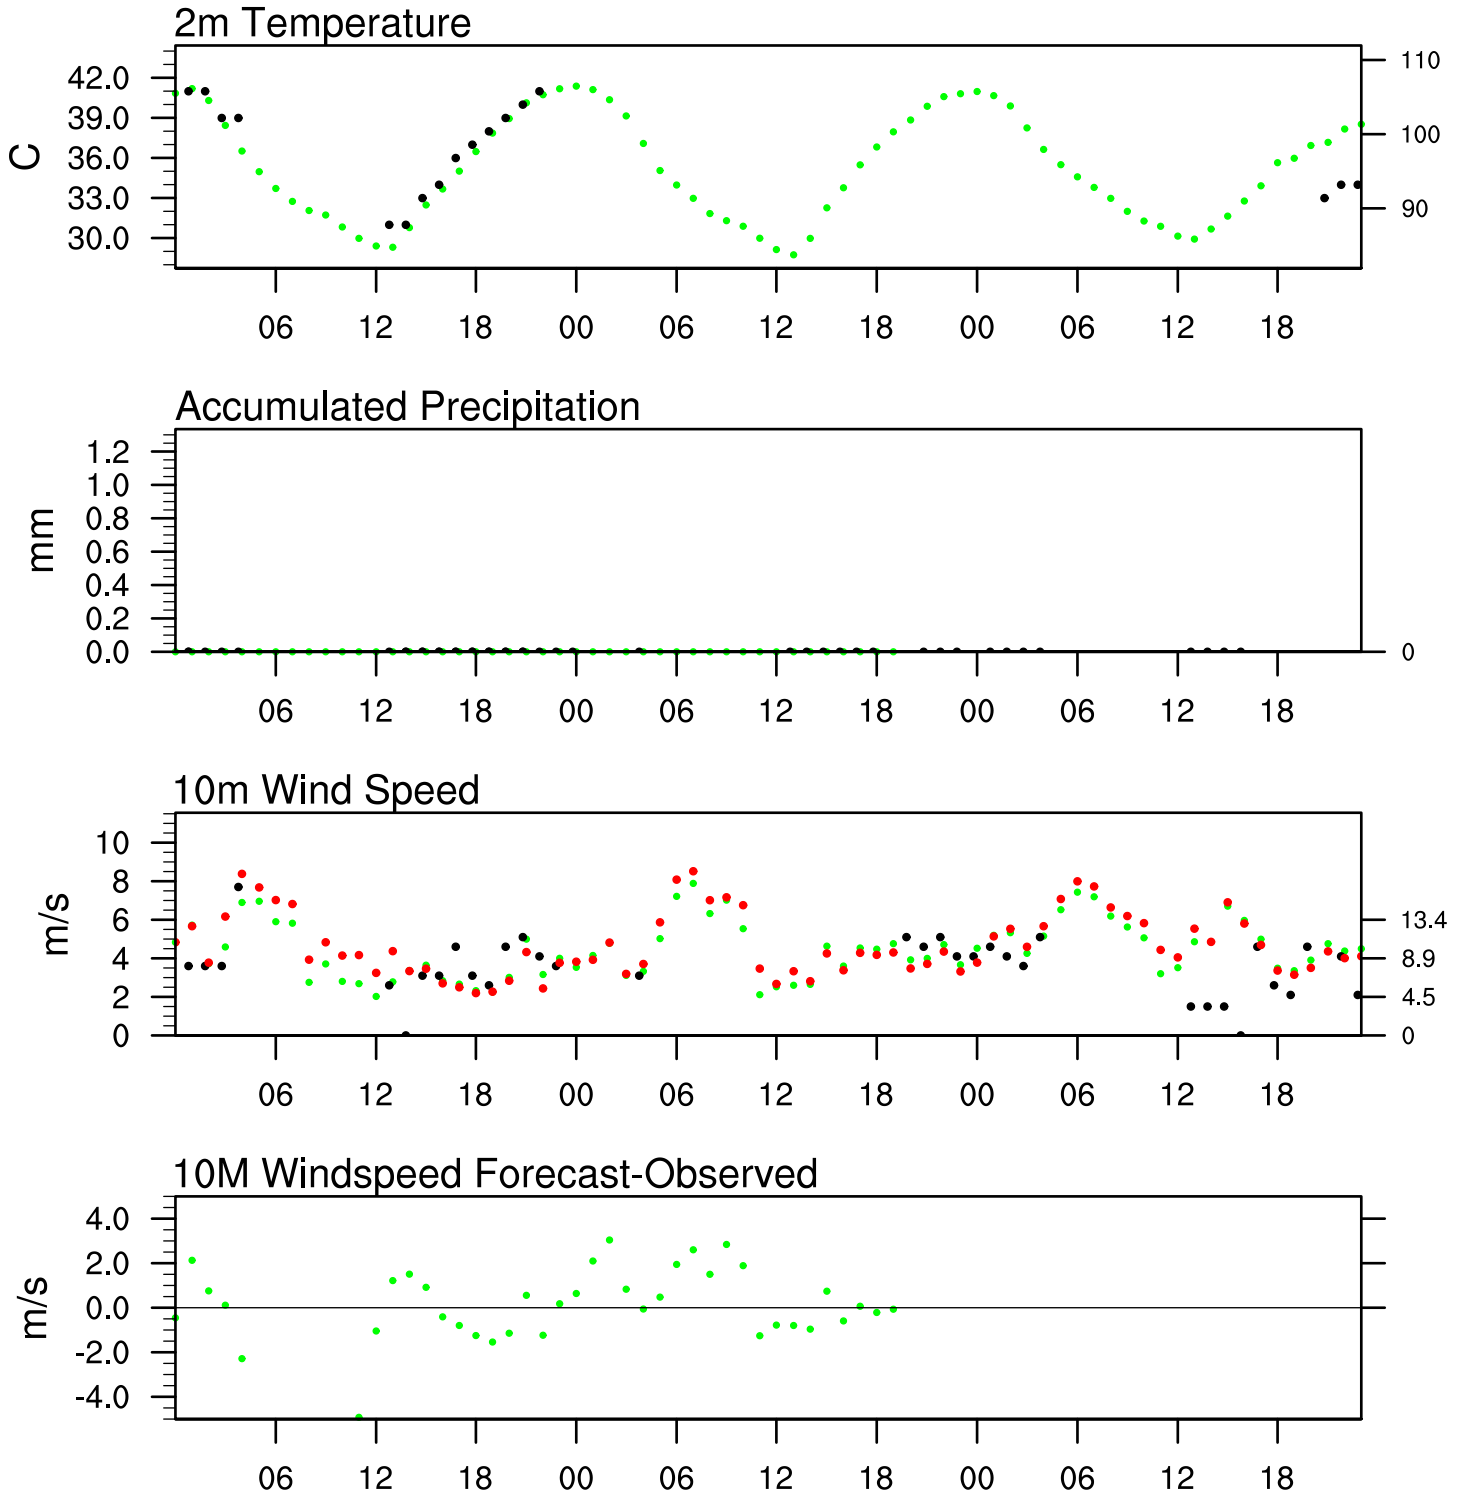 2m Temperature
42.0
39.0
36.0
33.0
30.0
C
110
100
90
06 12 18 00 06 12 18 00 06 12 18
Accumulated Precipitation
1.2
1.0
0.8
0.6
0.4
0.2
0.0
mm
0
06 12 18 00 06 12 18 00 06 12 18
10m Wind Speed
10
8
6
4
2
0
m/s
13.4
8.9
4.5
0
06 12 18 00 06 12 18 00 06 12 18
10M Windspeed Forecast-Observed
4.0
2.0
0.0
-2.0
-4.0
m/s
06 12 18 00 06 12 18 00 06 12 18